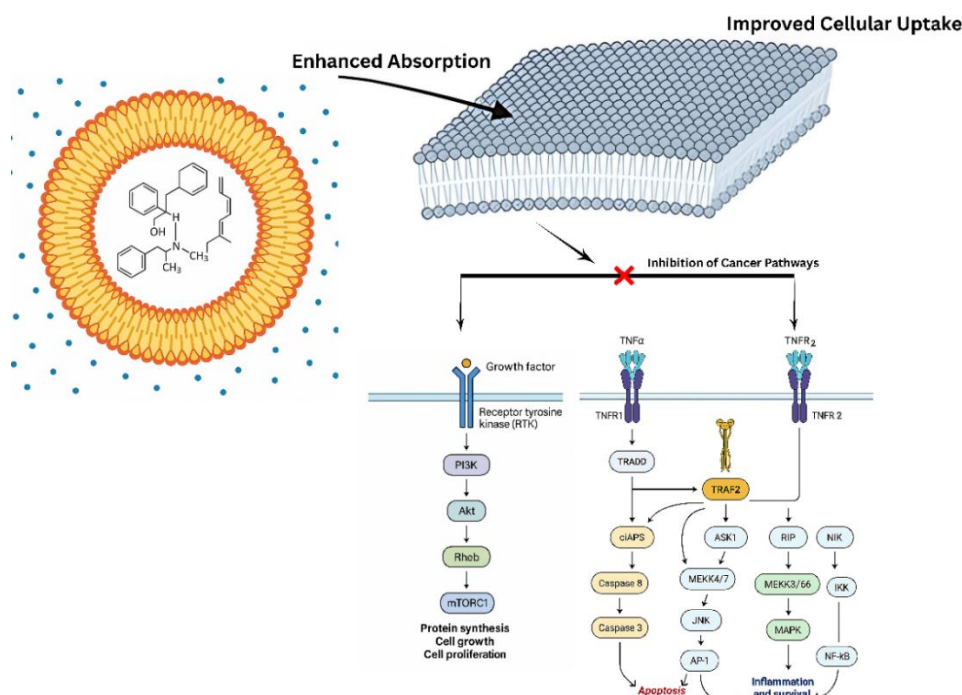 Improved Cellular Uptake
Enhanced Absorption
H
OH
N
CH₃
CH₃
Inhibition of Cancer Pathways
Growth factor
Receptor tyrosine
kinase (RTK)
PI3K
Akt
Rheb
mTORC1
Protein synthesis
Cell growth
Cell proliferation
TNFα
TNFR₂
TNFR1
TNFR 2
TRADD
TRAF2
ciAPS
ASK1
RIP
NIK
Caspase 8
MEKK4/7
MEKK3/66
IKK
Caspase 3
JNK
MAPK
AP-1
NF-kB
Apoptosis
Inflammation
and survival